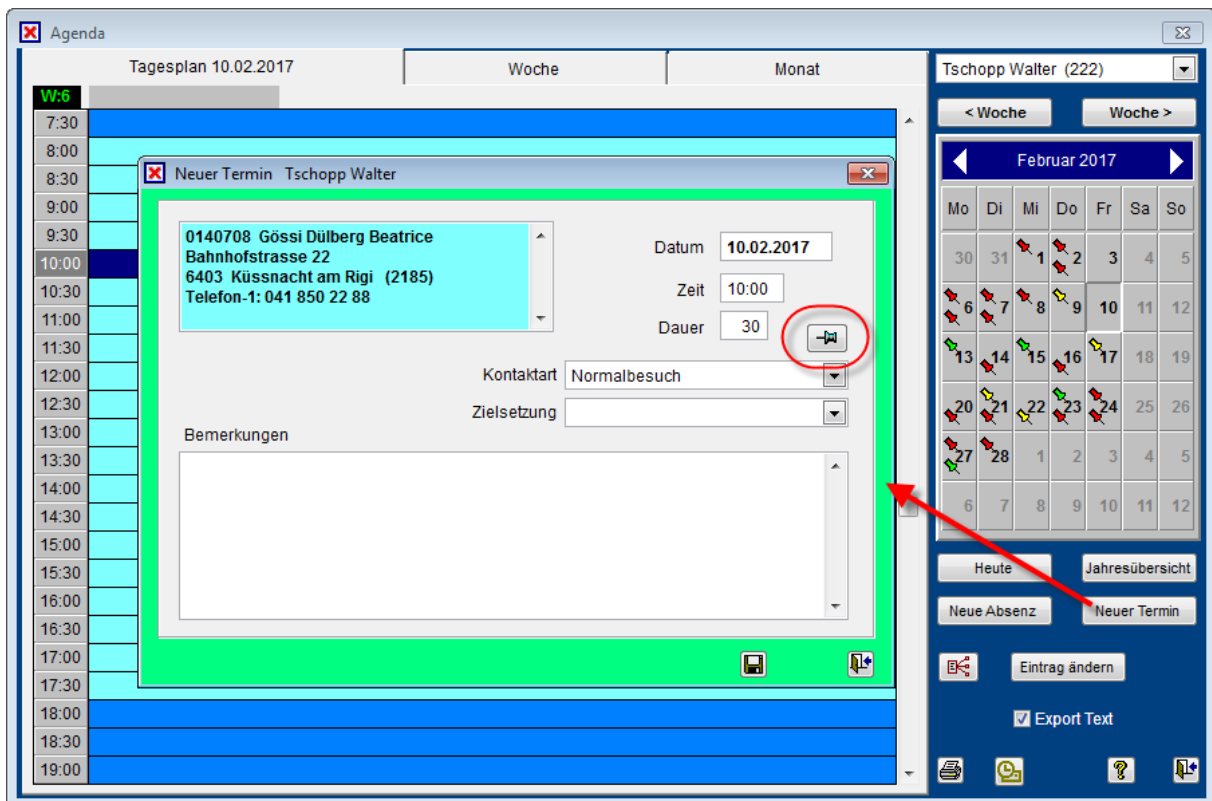 Agenda
Tagesplan 10.02.2017 Woche Monat
W:6
7:30
8:00
8:30
9:00
9:30
10:00
10:30
11:00
11:30
12:00
12:30
13:00
13:30
14:00
14:30
15:00
15:30
16:00
16:30
17:00
17:30
18:00
18:30
19:00
Neuer Termin Tschopp Walter
0140708 Gössi Dülberg Beatrice
Bahnhofstrasse 22
6403 Küssnacht am Rigi (2185)
Telefon-1: 041 850 22 88
Datum 10.02.2017
Zeit 10:00
Dauer 30
Kontaktart Normalbesuch
Zielsetzung
Bemerkungen
Tschopp Walter (222)
< Woche Woche >
Februar 2017
Mo Di Mi Do Fr Sa So
30 31 1 2 3 4 5
6 7 8 9 10 11 12
13 14 15 16 17 18 19
20 21 22 23 24 25 26
27 28 1 2 3 4 5
6 7 8 9 10 11 12
Heute Jahresübersicht
Neue Absenz Neuer Termin
Eintrag ändern
Export Text